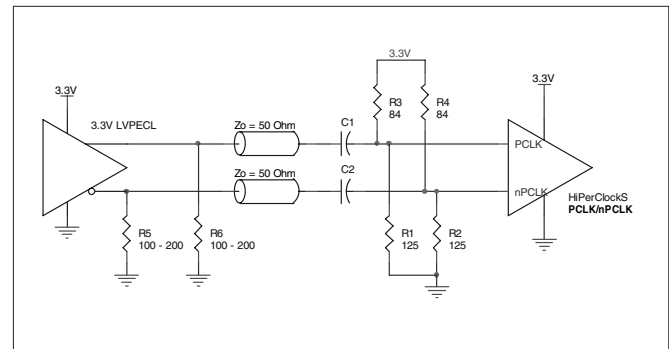 3.3V
3.3V
3.3V
3.3V LVPECL
Zo = 50 Ohm
C1
R3
84
R4
84
PCLK
Zo = 50 Ohm
C2
nPCLK
HiPerClockS
PCLK/nPCLK
R5
100 - 200
R6
100 - 200
R1
125
R2
125